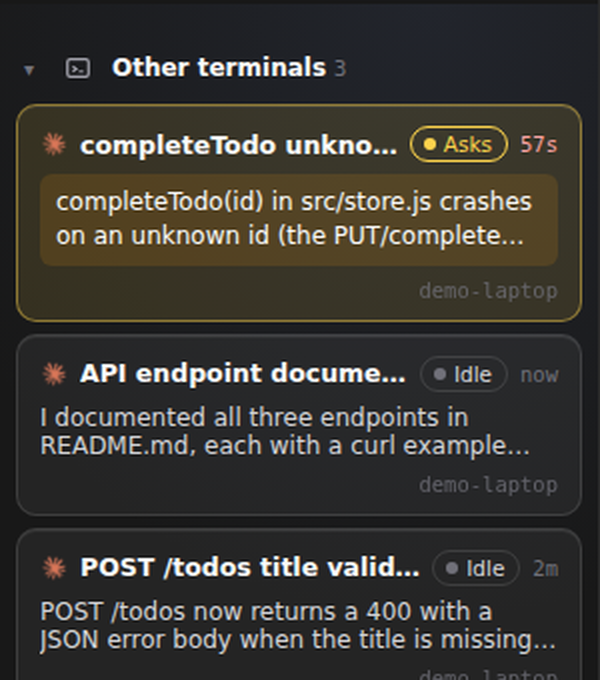 Other terminals 3
completeTodo unkno... Asks 57s
completeTodo(id) in src/store.js crashes
on an unknown id (the PUT/complete...
demo-laptop
API endpoint docume... Idle now
I documented all three endpoints in
README.md, each with a curl example...
demo-laptop
POST /todos title valid... Idle 2m
POST /todos now returns a 400 with a
JSON error body when the title is missing...
demo-laptop